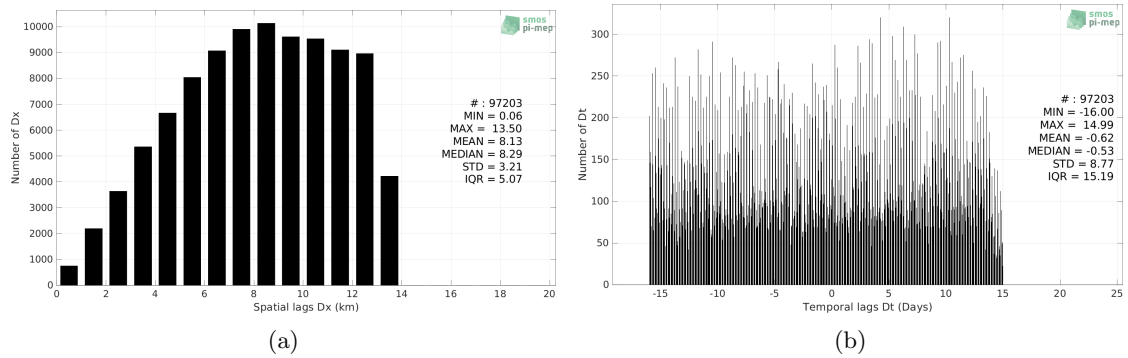 10000
9000
8000
7000
6000
5000
4000
3000
2000
1000
0
Number of Dx
smos
pi-mep
# : 97203
MIN = 0.06
MAX = 13.50
MEAN = 8.13
MEDIAN = 8.29
STD = 3.21
IQR = 5.07
0 2 4 6 8 10 12 14 16 18 20
Spatial lags Dx (km)
(a)
300
250
200
150
100
50
0
Number of Dt
smos
pi-mep
# : 97203
MIN = -16.00
MAX = 14.99
MEAN = -0.62
MEDIAN = -0.53
STD = 8.77
IQR = 15.19
-15 -10 -5 0 5 10 15 20 25
Temporal lags Dt (Days)
(b)